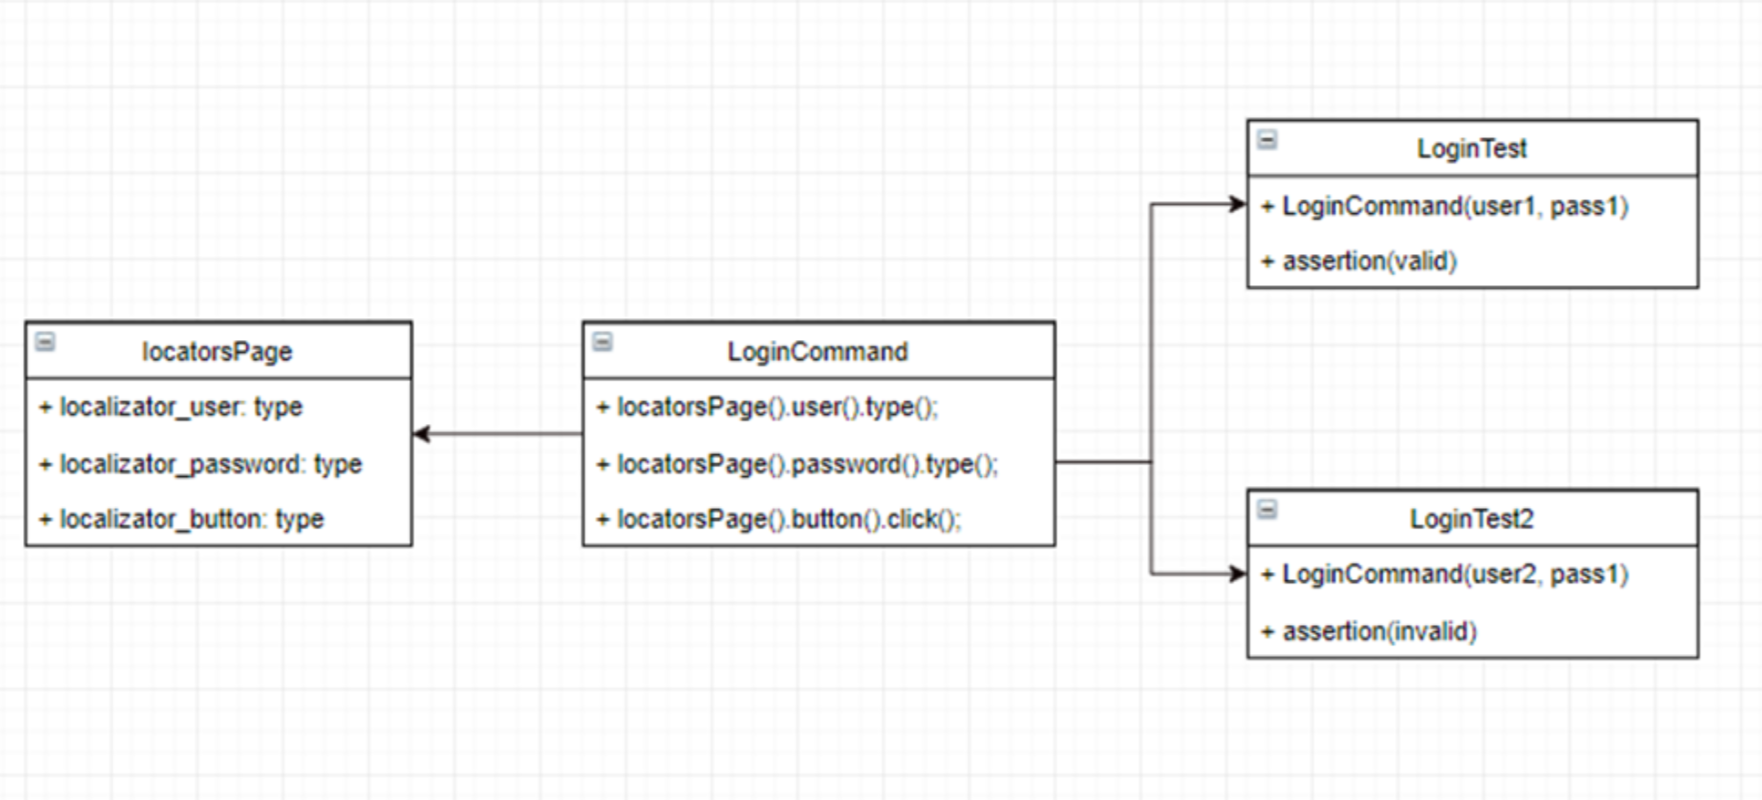 locatorsPage
+ localizator_user: type
+ localizator_password: type
+ localizator_button: type
LoginCommand
+ locatorsPage().user().type();
+ locatorsPage().password().type();
+ locatorsPage().button().click();
LoginTest
+ LoginCommand(user1, pass1)
+ assertion(valid)
LoginTest2
+ LoginCommand(user2, pass1)
+ assertion(invalid)